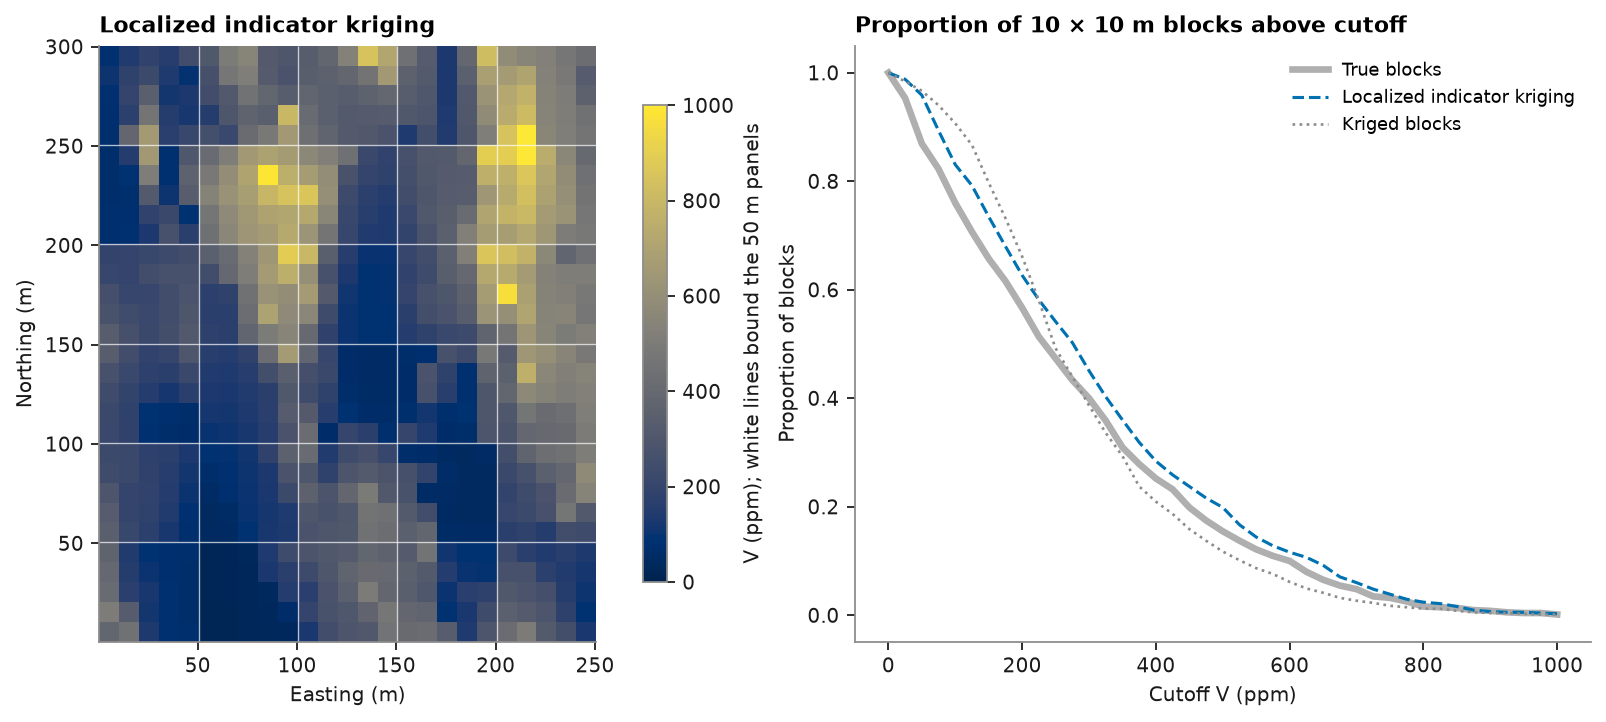 Localized indicator kriging
300
250
200
150
100
50
Northing (m)
50
100
150
200
250
Easting (m)
1000
800
600
400
200
0
V (ppm); white lines bound the 50 m panels
Proportion of 10 × 10 m blocks above cutoff
True blocks
Localized indicator kriging
Kriged blocks
1.0
0.8
0.6
0.4
0.2
0.0
Proportion of blocks
0
200
400
600
800
1000
Cutoff V (ppm)